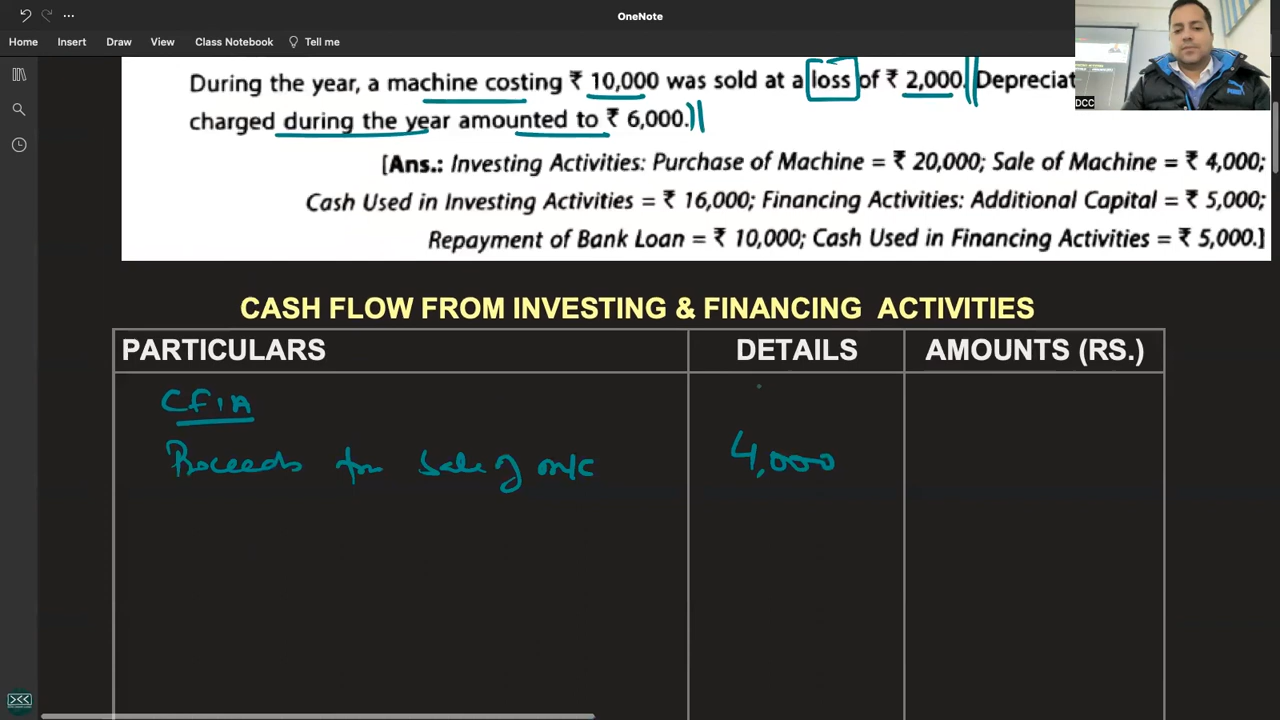 OneNote
Home Insert Draw View Class Notebook Tell me
During the year, a machine costing ₹ 10,000 was sold at a loss of ₹ 2,000. Depreciat
charged during the year amounted to ₹ 6,000.
[Ans.: Investing Activities: Purchase of Machine = ₹ 20,000; Sale of Machine = ₹ 4,000;
Cash Used in Investing Activities = ₹ 16,000; Financing Activities: Additional Capital = ₹ 5,000;
Repayment of Bank Loan = ₹ 10,000; Cash Used in Financing Activities = ₹ 5,000.]
DCC
CASH FLOW FROM INVESTING & FINANCING ACTIVITIES
PARTICULARS DETAILS AMOUNTS (RS.)
CFIA
Proceeds from Sale of m/c 4,000